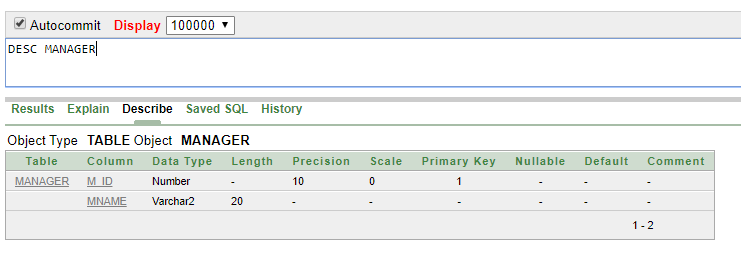 Autocommit Display 100000
DESC MANAGER
Results Explain Describe Saved SQL History
Object Type TABLE Object MANAGER
Table Column Data Type Length Precision Scale Primary Key Nullable Default Comment
MANAGER M_ID Number - 10 0 1 - - -
MNAME Varchar2 20 - - - - - -
1 - 2